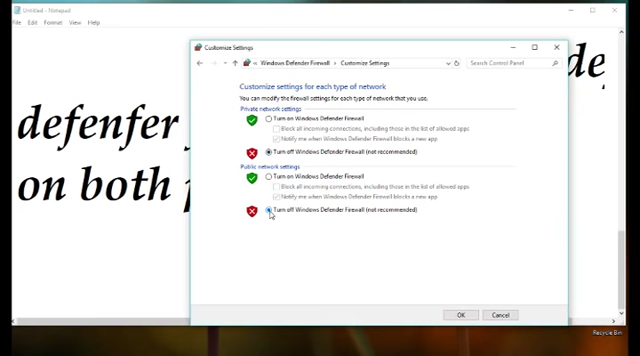 Untitled - Notepad
File Edit Format View Help
defenfer
on both
Customize Settings
« Windows Defender Firewall › Customize Settings
Search Control Panel
Customize settings for each type of network
You can modify the firewall settings for each type of network that you use.
Private network settings
Turn on Windows Defender Firewall
Block all incoming connections, including those in the list of allowed apps
Notify me when Windows Defender Firewall blocks a new app
Turn off Windows Defender Firewall (not recommended)
Public network settings
Turn on Windows Defender Firewall
Block all incoming connections, including those in the list of allowed apps
Notify me when Windows Defender Firewall blocks a new app
Turn off Windows Defender Firewall (not recommended)
OK Cancel
Recycle Bin